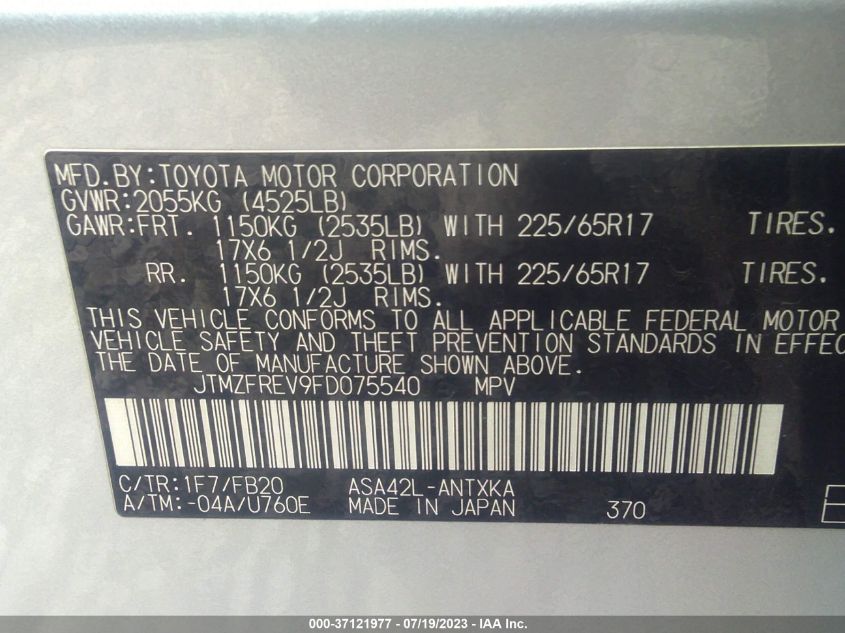 MFD.BY:TOYOTA MOTOR CORPORATION
GVWR:2055KG (4525LB)
GAWR:FRT. 1150KG (2535LB) WITH 225/65R17 TIRES.
17X6 1/2J RIMS.
RR. 1150KG (2535LB) WITH 225/65R17 TIRES.
17X6 1/2J RIMS.
THIS VEHICLE CONFORMS TO ALL APPLICABLE FEDERAL MOTOR
VEHICLE SAFETY AND THEFT PREVENTION STANDARDS IN EFFEC
THE DATE OF MANUFACTURE SHOWN ABOVE.
JTMZFREV9FD075540 MPV
C/TR:1F7/FB20 ASA42L-ANTXKA
A/TM:-04A/U760E MADE IN JAPAN 370
000-37121977 - 07/19/2023 - IAA Inc.